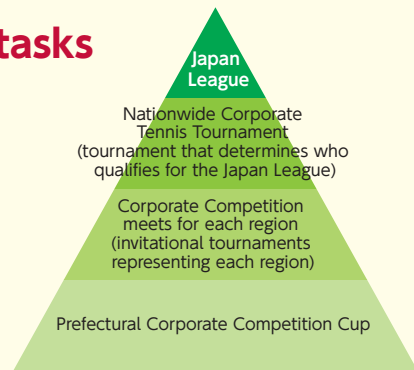 tasks
Japan
League
Nationwide Corporate
Tennis Tournament
(tournament that determines who
qualifies for the Japan League)
Corporate Competition
meets for each region
(invitational tournaments
representing each region)
Prefectural Corporate Competition Cup